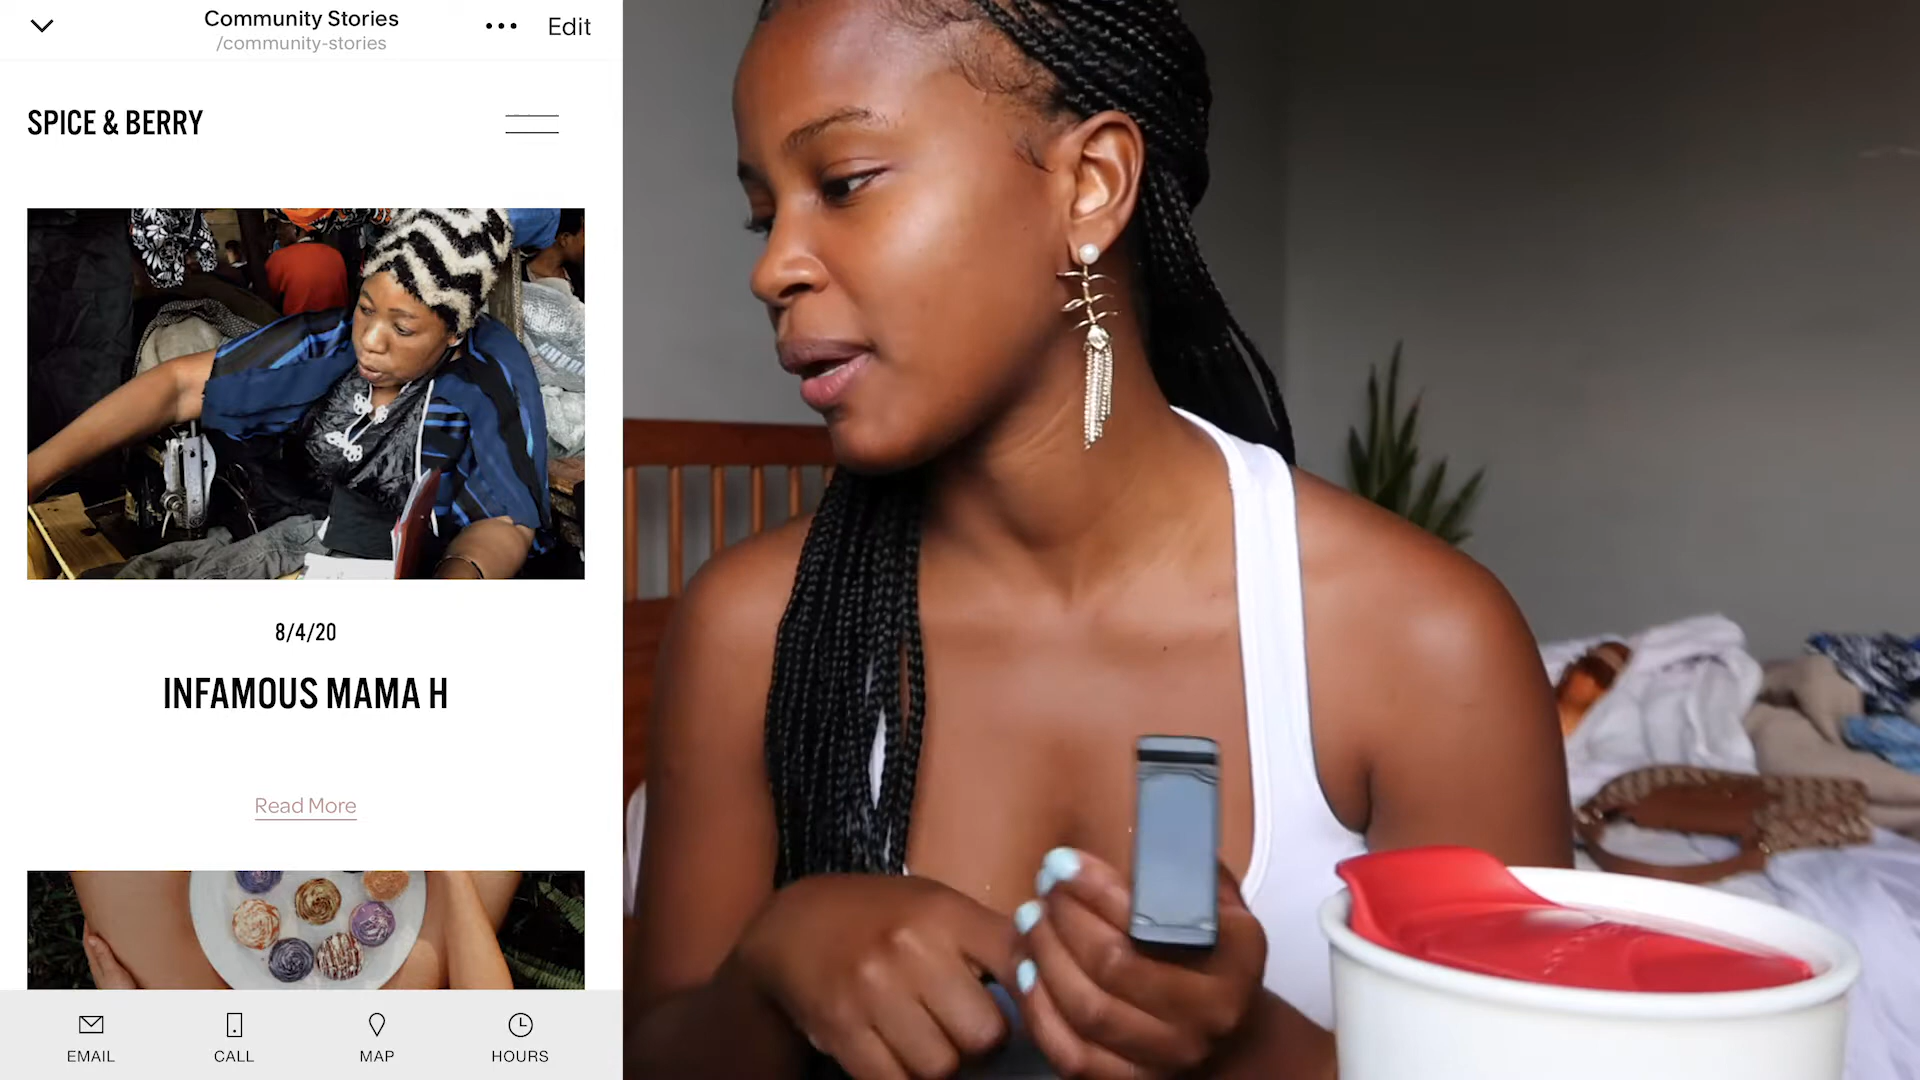 Community Stories
/community-stories
Edit
SPICE & BERRY
8/4/20
INFAMOUS MAMA H
Read More
EMAIL
CALL
MAP
HOURS